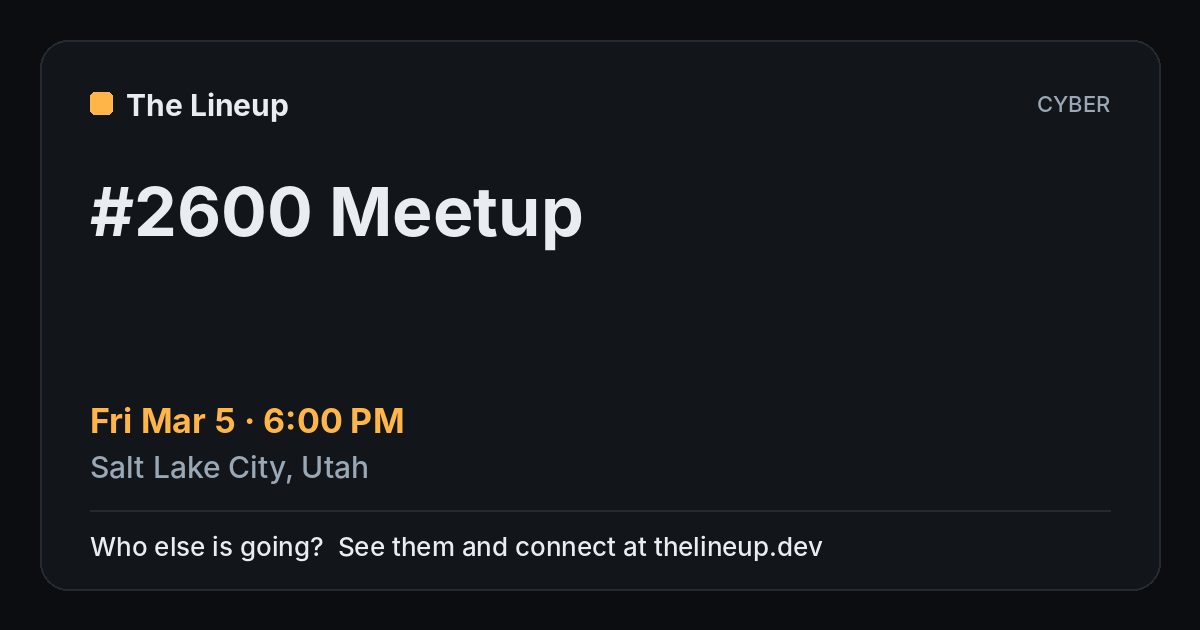 The Lineup
CYBER
#2600 Meetup
Fri Mar 5 · 6:00 PM
Salt Lake City, Utah
Who else is going? See them and connect at thelineup.dev